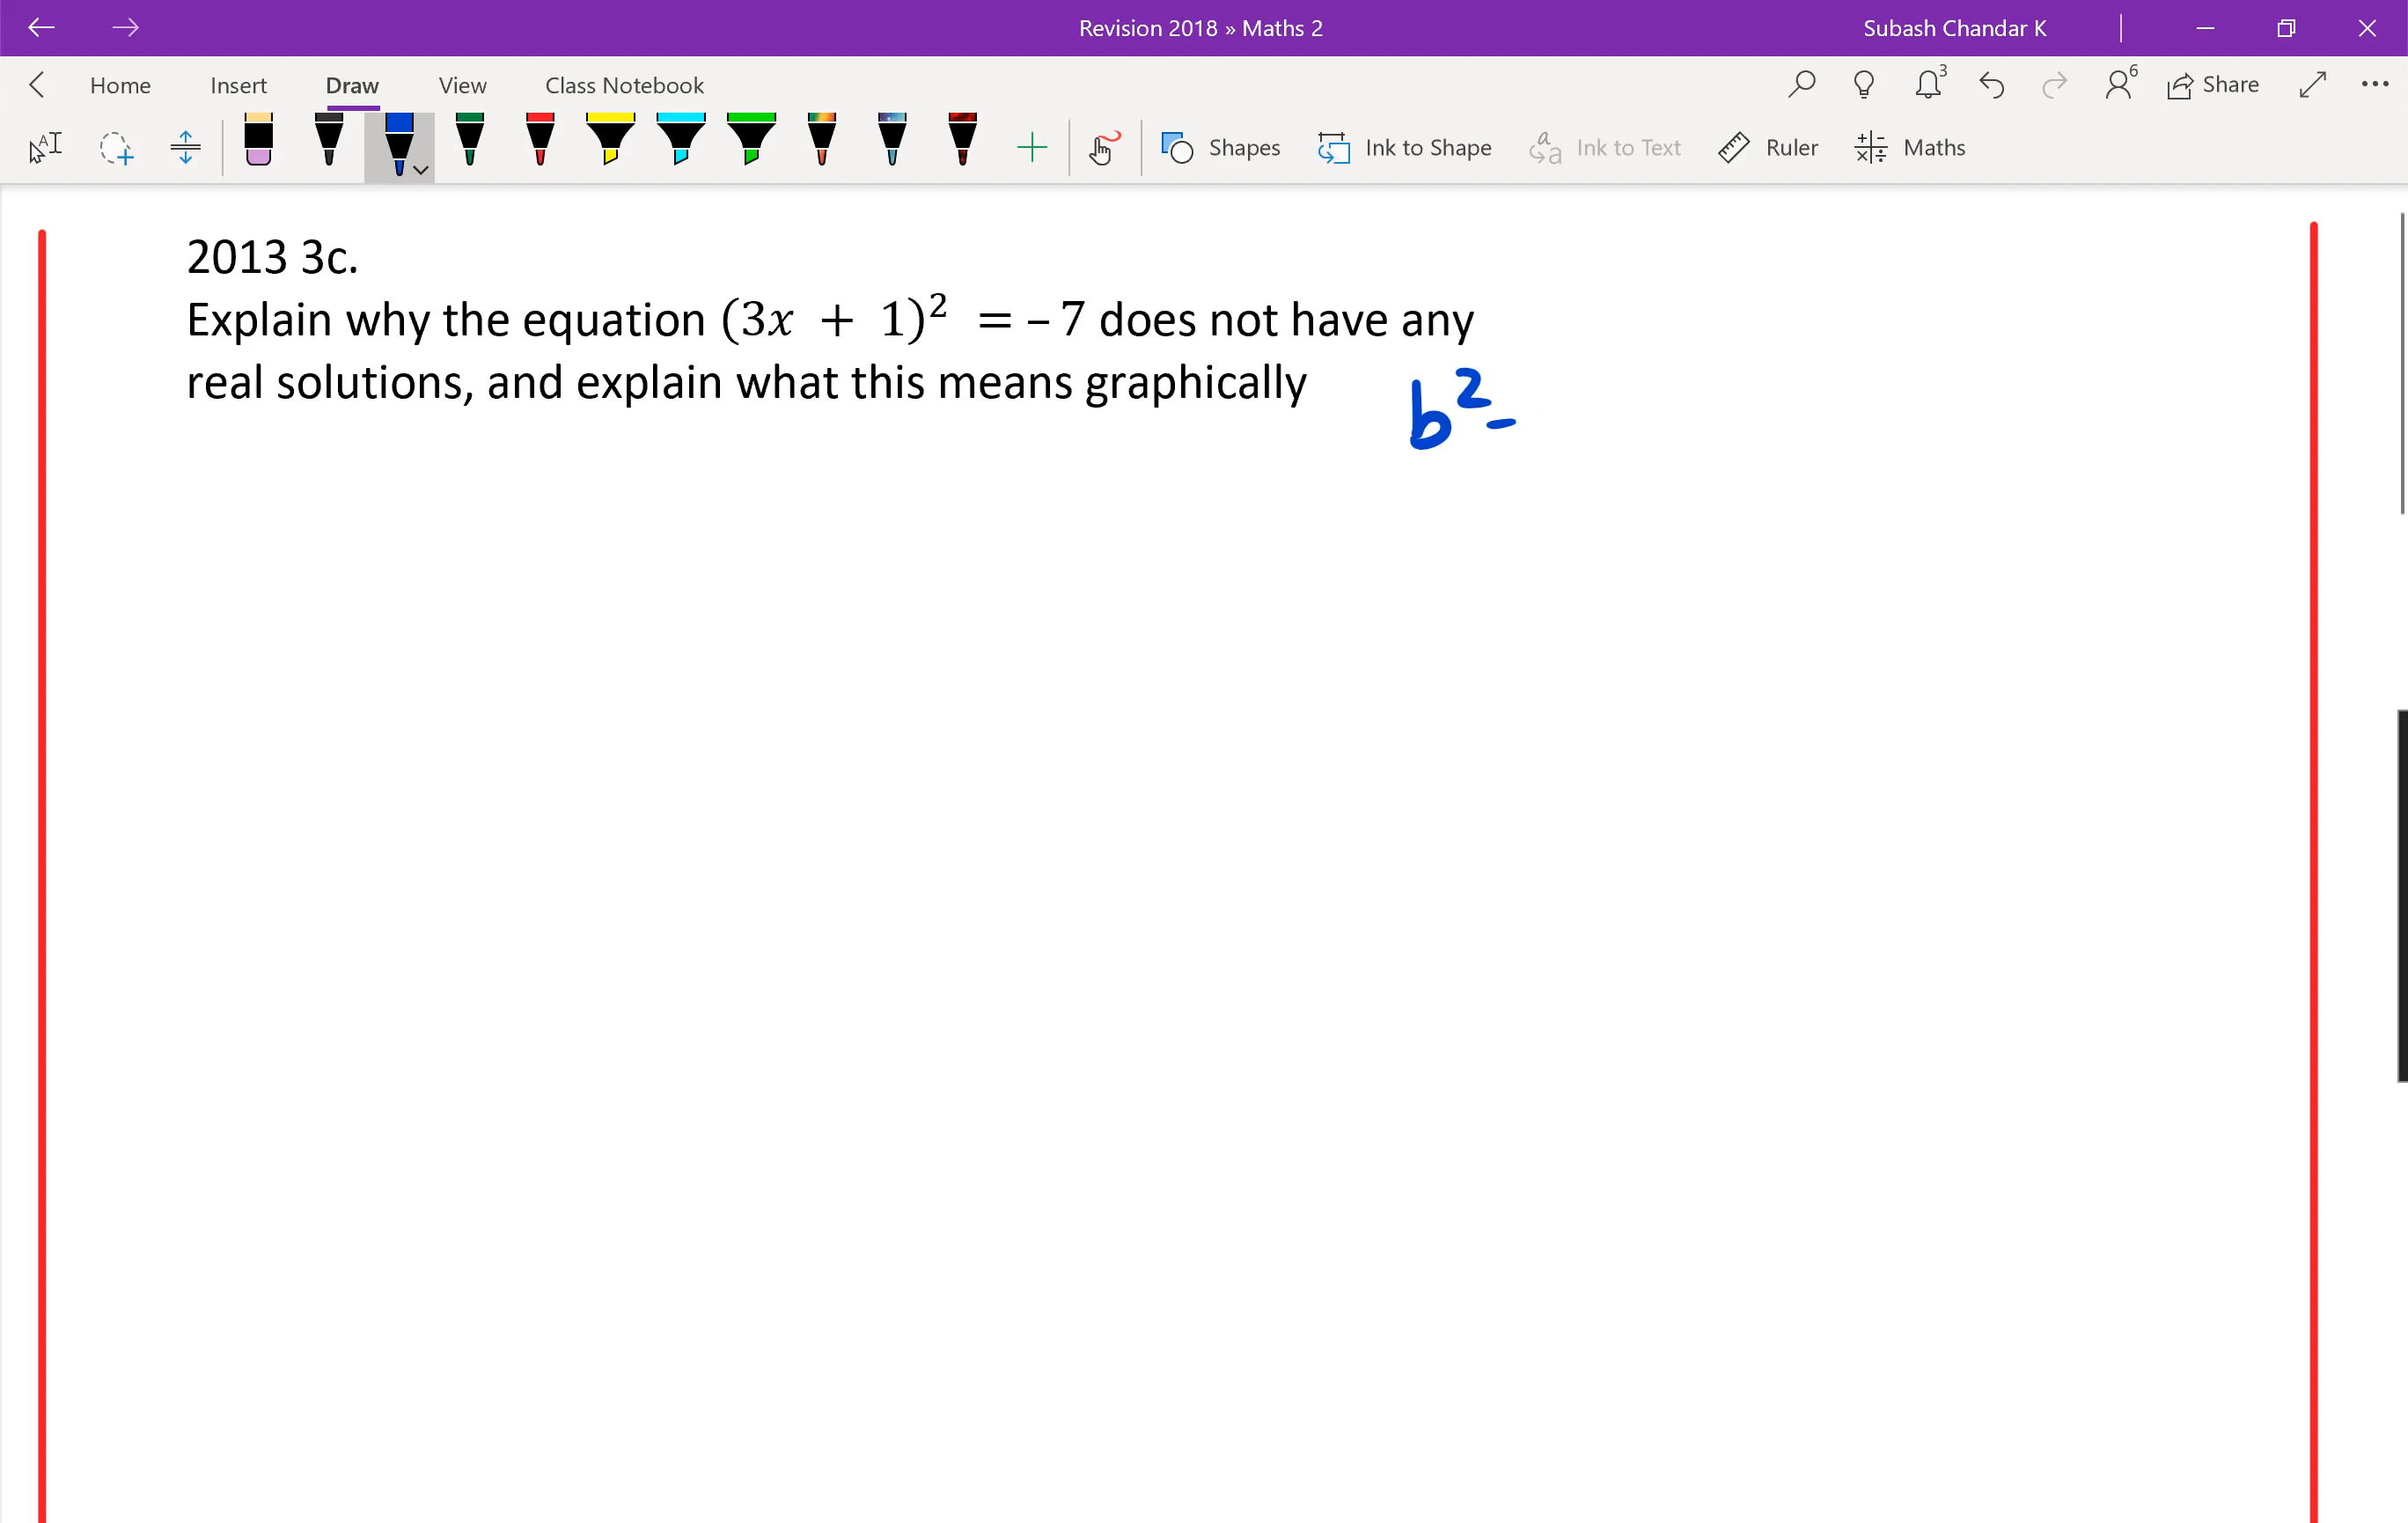 Revision 2018 » Maths 2
Subash Chandar K
Home Insert Draw View Class Notebook
3
6
Share
Shapes Ink to Shape Ink to Text Ruler Maths
2013 3c.
Explain why the equation (3x + 1)² = – 7 does not have any
real solutions, and explain what this means graphically
b² –